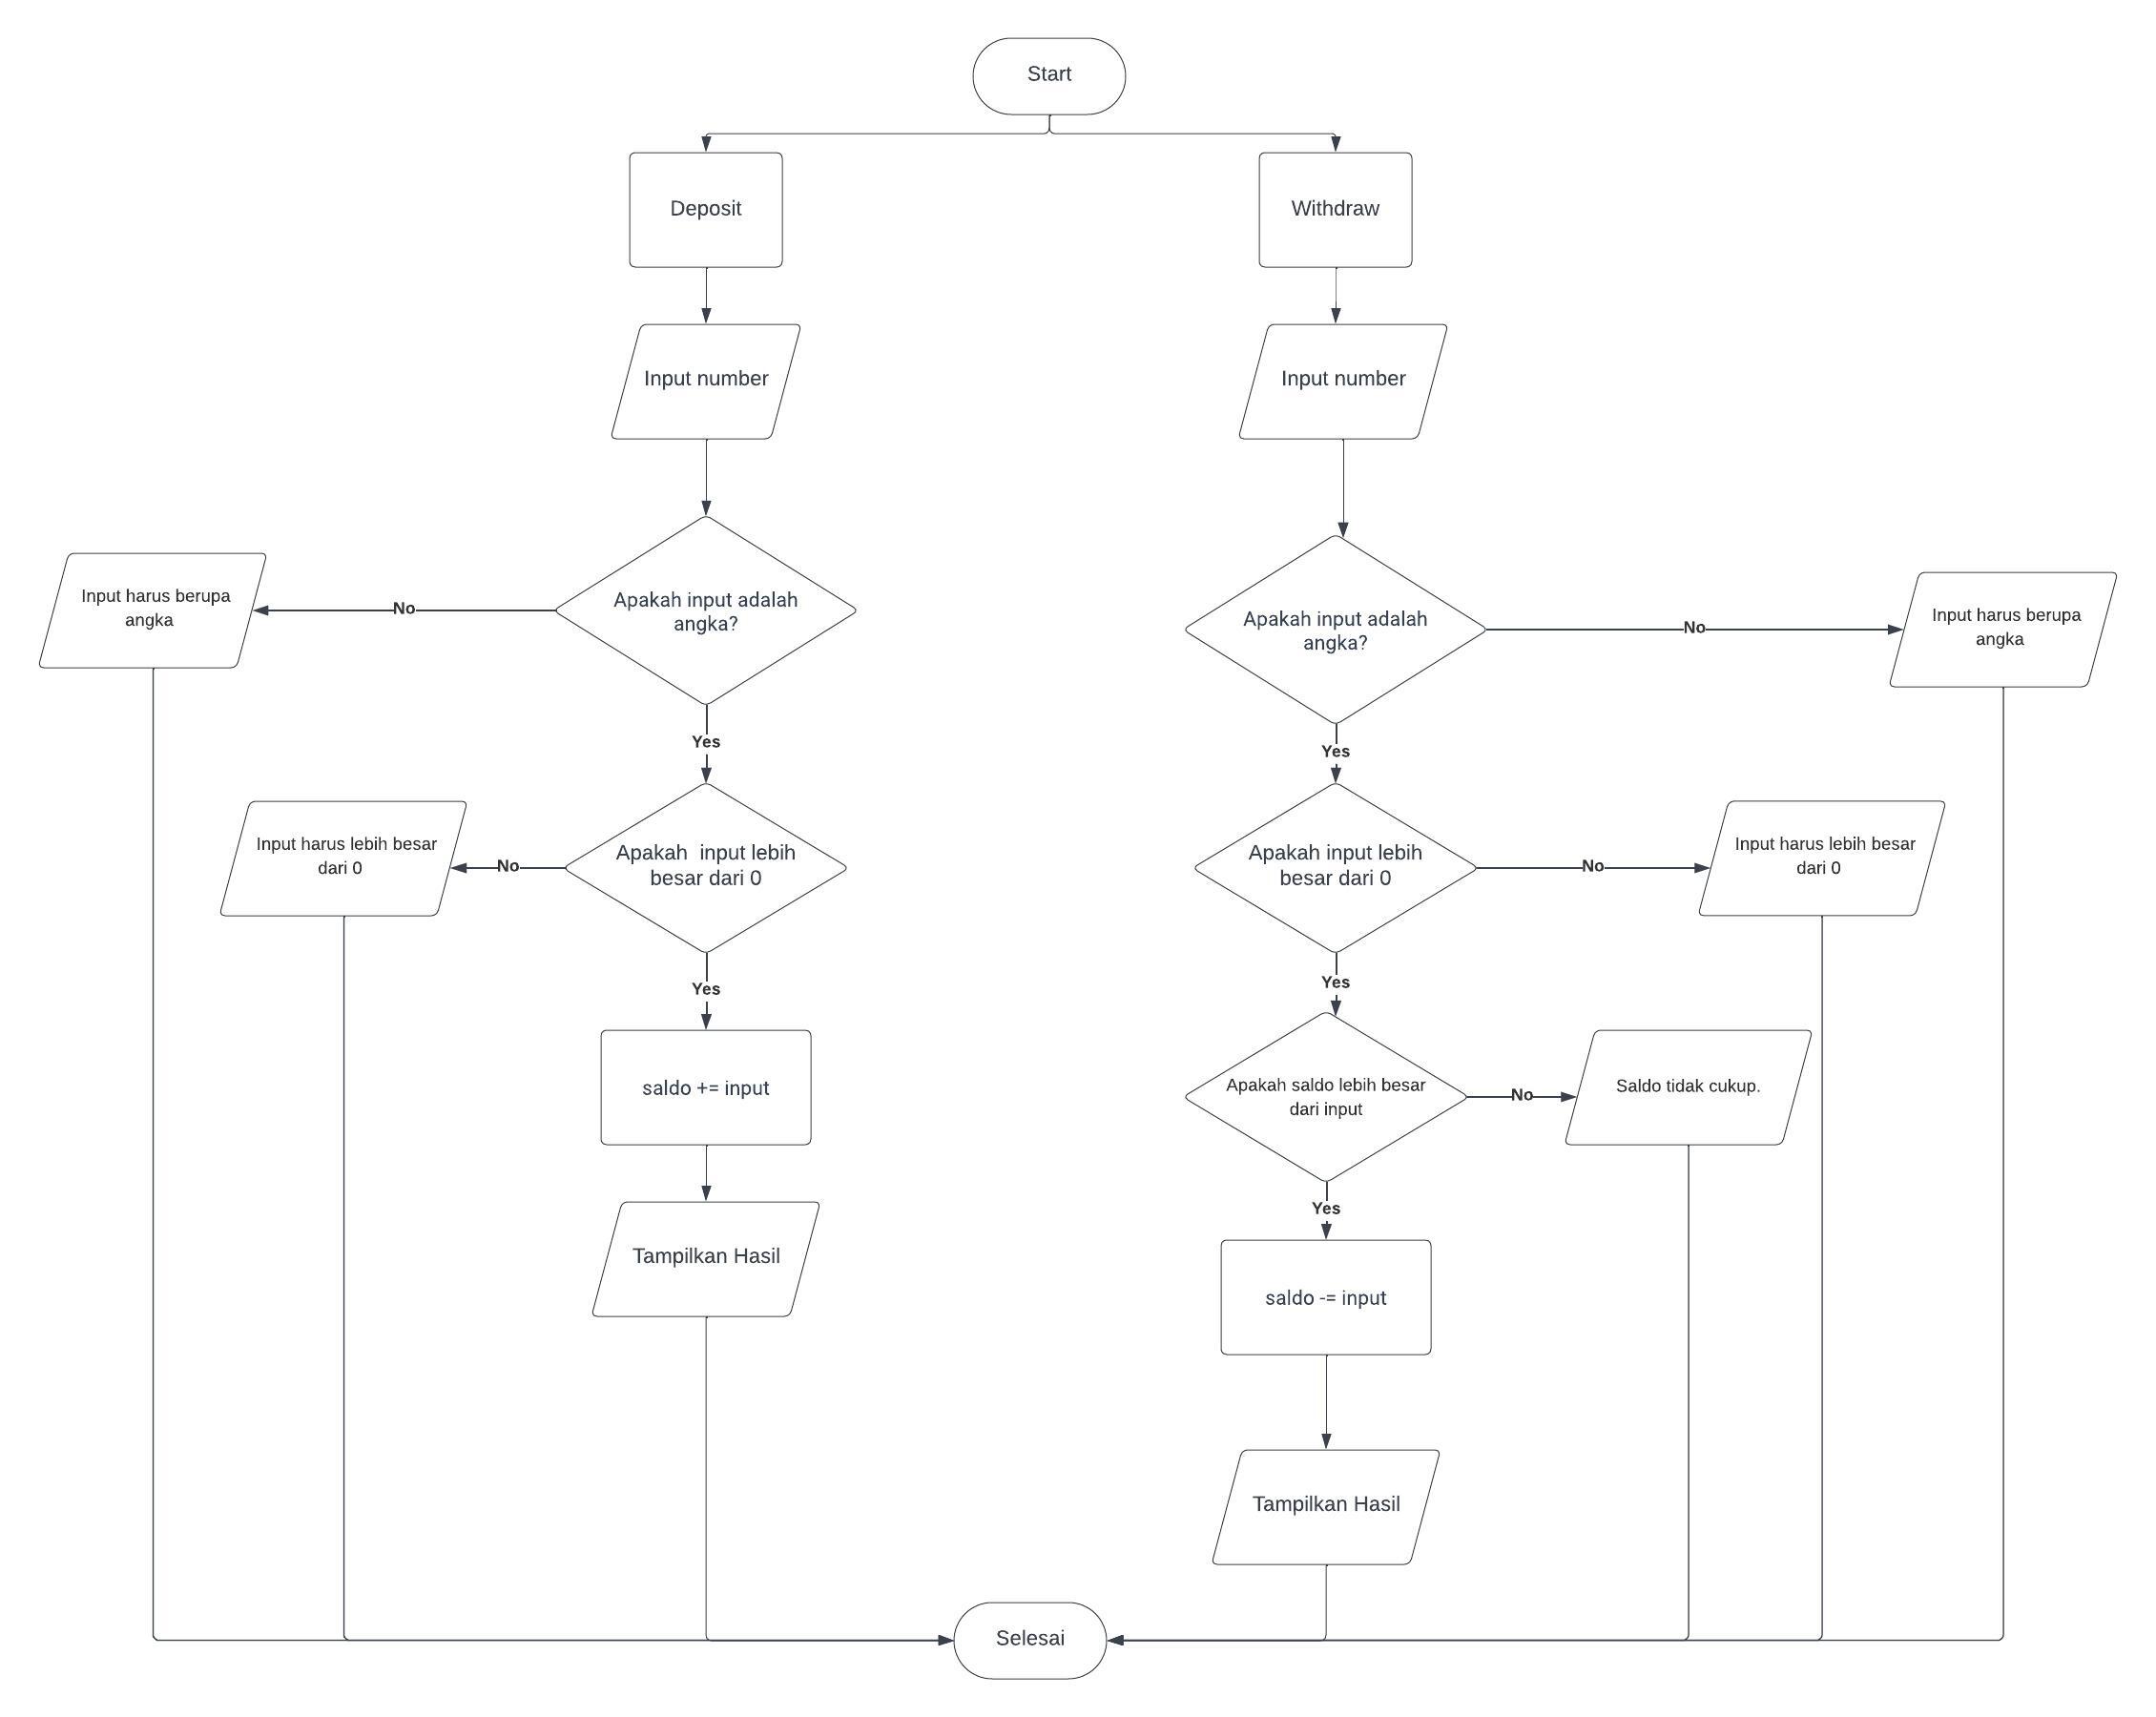 Start
Deposit
Withdraw
Input number
Input number
Apakah input adalah
angka?
No
Input harus berupa
angka
Apakah input adalah
angka?
No
Input harus berupa
angka
Yes
Yes
Apakah  input lebih
besar dari 0
No
Input harus lebih besar
dari 0
Apakah input lebih
besar dari 0
No
Input harus lebih besar
dari 0
Yes
Yes
saldo += input
Apakah saldo lebih besar
dari input
No
Saldo tidak cukup.
Yes
Tampilkan Hasil
saldo -= input
Tampilkan Hasil
Selesai